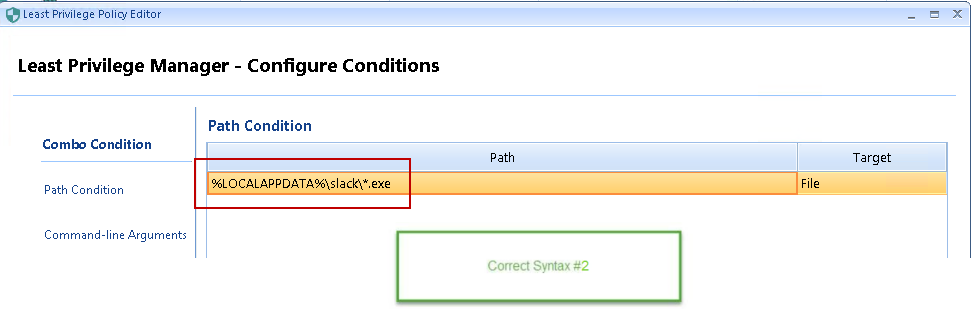 Least Privilege Policy Editor
Least Privilege Manager - Configure Conditions
Combo Condition
Path Condition
Command-line Arguments
Path Condition
Path Target
%LOCALAPPDATA%\slack\*.exe File
Correct Syntax #2